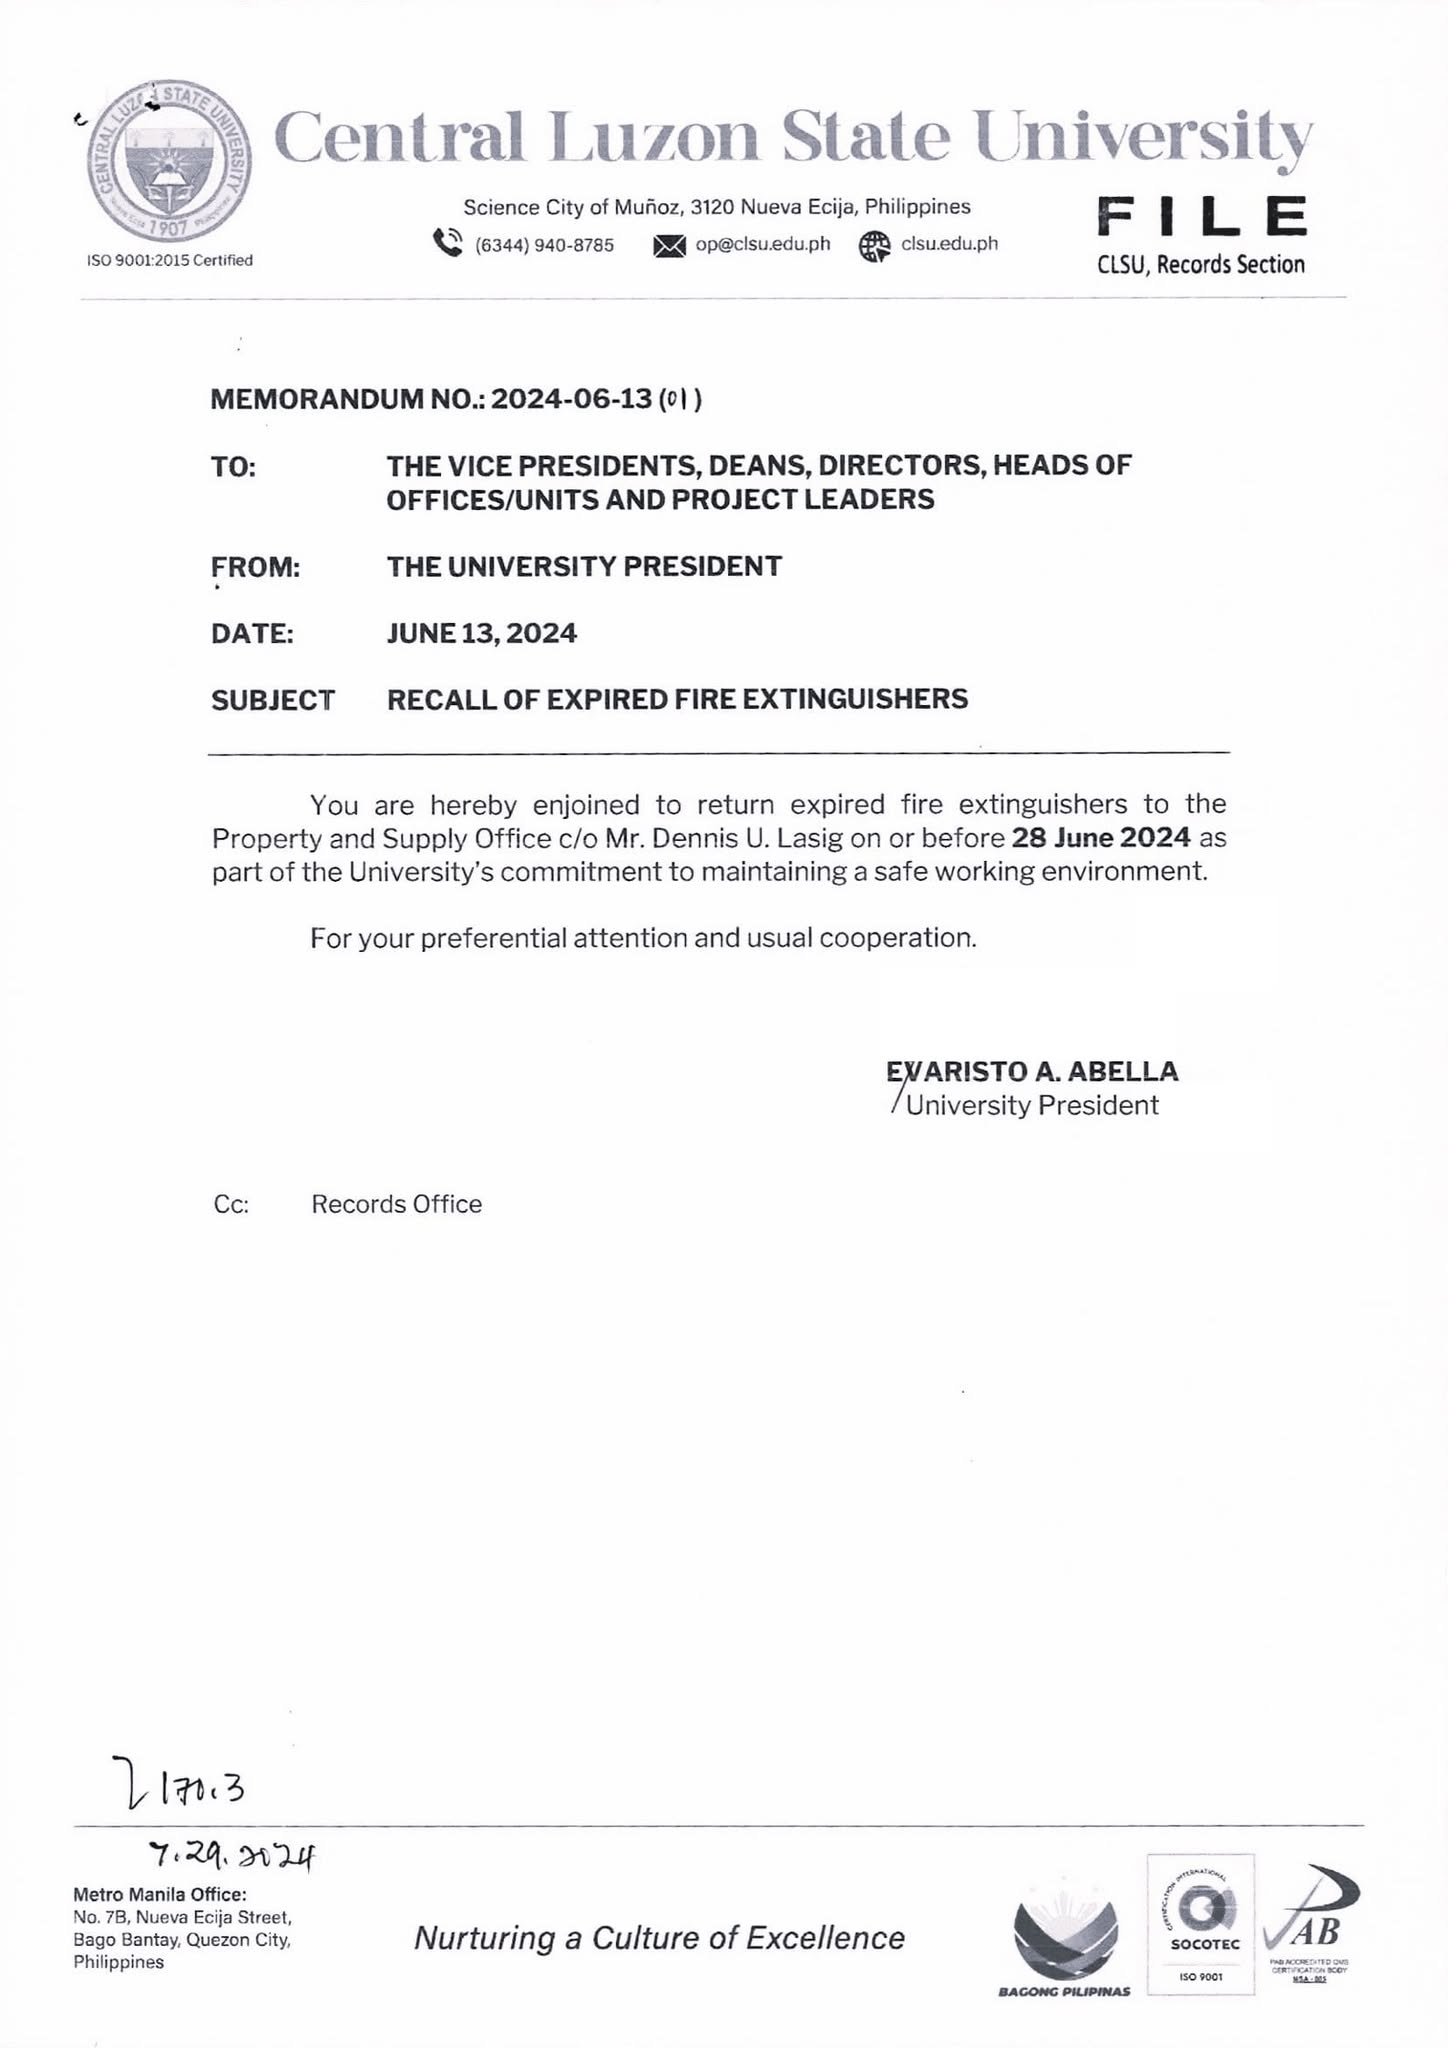 CENTRAL LUZON STATE UNIVERSITY
Nueva Ecija Philippines
1907
ISO 9001:2015 Certified
Central Luzon State University
Science City of Muñoz, 3120 Nueva Ecija, Philippines
(6344) 940-8785 op@clsu.edu.ph clsu.edu.ph
FILE
CLSU, Records Section
MEMORANDUM NO.: 2024-06-13 (01)
TO: THE VICE PRESIDENTS, DEANS, DIRECTORS, HEADS OF
OFFICES/UNITS AND PROJECT LEADERS
FROM: THE UNIVERSITY PRESIDENT
DATE: JUNE 13, 2024
SUBJECT RECALL OF EXPIRED FIRE EXTINGUISHERS
You are hereby enjoined to return expired fire extinguishers to the
Property and Supply Office c/o Mr. Dennis U. Lasig on or before 28 June 2024 as
part of the University's commitment to maintaining a safe working environment.
For your preferential attention and usual cooperation.
EVARISTO A. ABELLA
University President
Cc: Records Office
170.3
7.29.2024
Metro Manila Office:
No. 7B, Nueva Ecija Street,
Bago Bantay, Quezon City,
Philippines
Nurturing a Culture of Excellence
BAGONG PILIPINAS
CERTIFICATION INTERNATIONAL
SOCOTEC
ISO 9001
PAB
PAB ACCREDITED QMS
CERTIFICATION BODY
MSA - 005